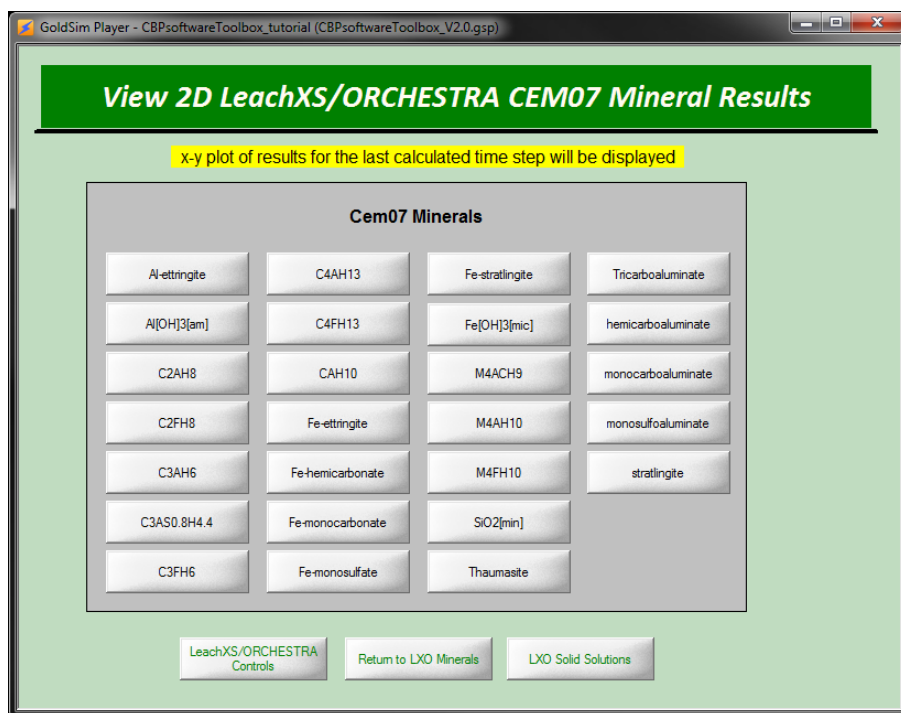 GoldSim Player - CBPsoftwareToolbox_tutorial (CBPsoftwareToolbox_V2.0.gsp)
View 2D LeachXS/ORCHESTRA CEM07 Mineral Results
x-y plot of results for the last calculated time step will be displayed
Cem07 Minerals
Al-ettringite C4AH13 Fe-stratlingite Tricarboaluminate
Al[OH]3[am] C4FH13 Fe[OH]3[mic] hemicarboaluminate
C2AH8 CAH10 M4ACH9 monocarboaluminate
C2FH8 Fe-ettringite M4AH10 monosulfoaluminate
C3AH6 Fe-hemicarbonate M4FH10 stratlingite
C3AS0.8H4.4 Fe-monocarbonate SiO2[min]
C3FH6 Fe-monosulfate Thaumasite
LeachXS/ORCHESTRA
Controls
Return to LXO Minerals
LXO Solid Solutions